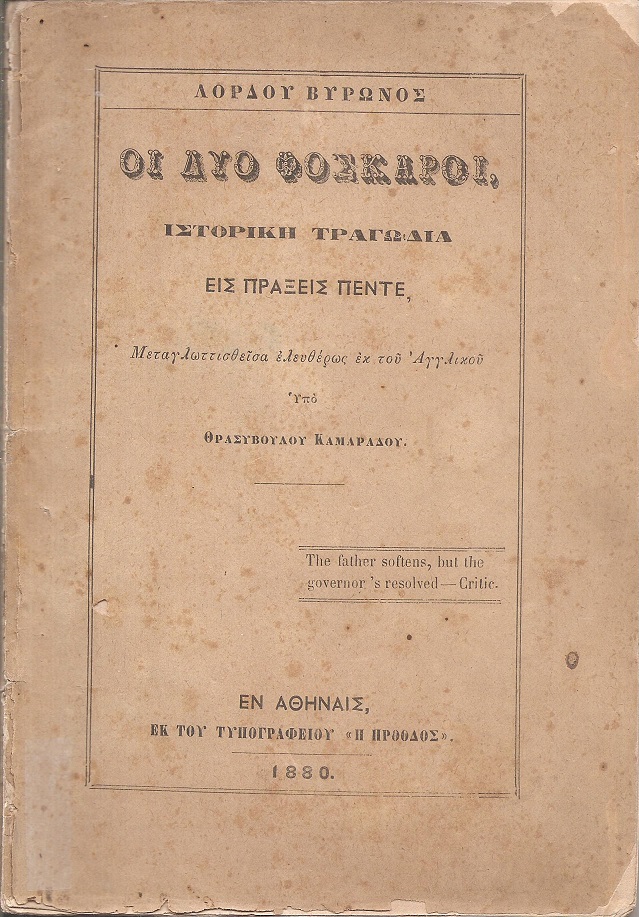 ΛΟΡΔΟΥ ΒΥΡΩΝΟΣ
ΟΙ ΔΥΟ ΦΟΣΚΑΡΟΙ,
ΙΣΤΟΡΙΚΗ ΤΡΑΓΩΔΙΑ
ΕΙΣ ΠΡΑΞΕΙΣ ΠΕΝΤΕ,
Μεταγλωττισθεῖσα ἐλευθέρως ἐκ τοῦ Ἀγγλικοῦ
Ὑπὸ
ΘΡΑΣΥΒΟΥΛΟΥ ΚΑΜΑΡΑΔΟΥ.
The father softens, but the
governor 's resolved — Critic.
ΕΝ ΑΘΗΝΑΙΣ,
ΕΚ ΤΟΥ ΤΥΠΟΓΡΑΦΕΙΟΥ «Η ΠΡΟΟΔΟΣ».
1880.